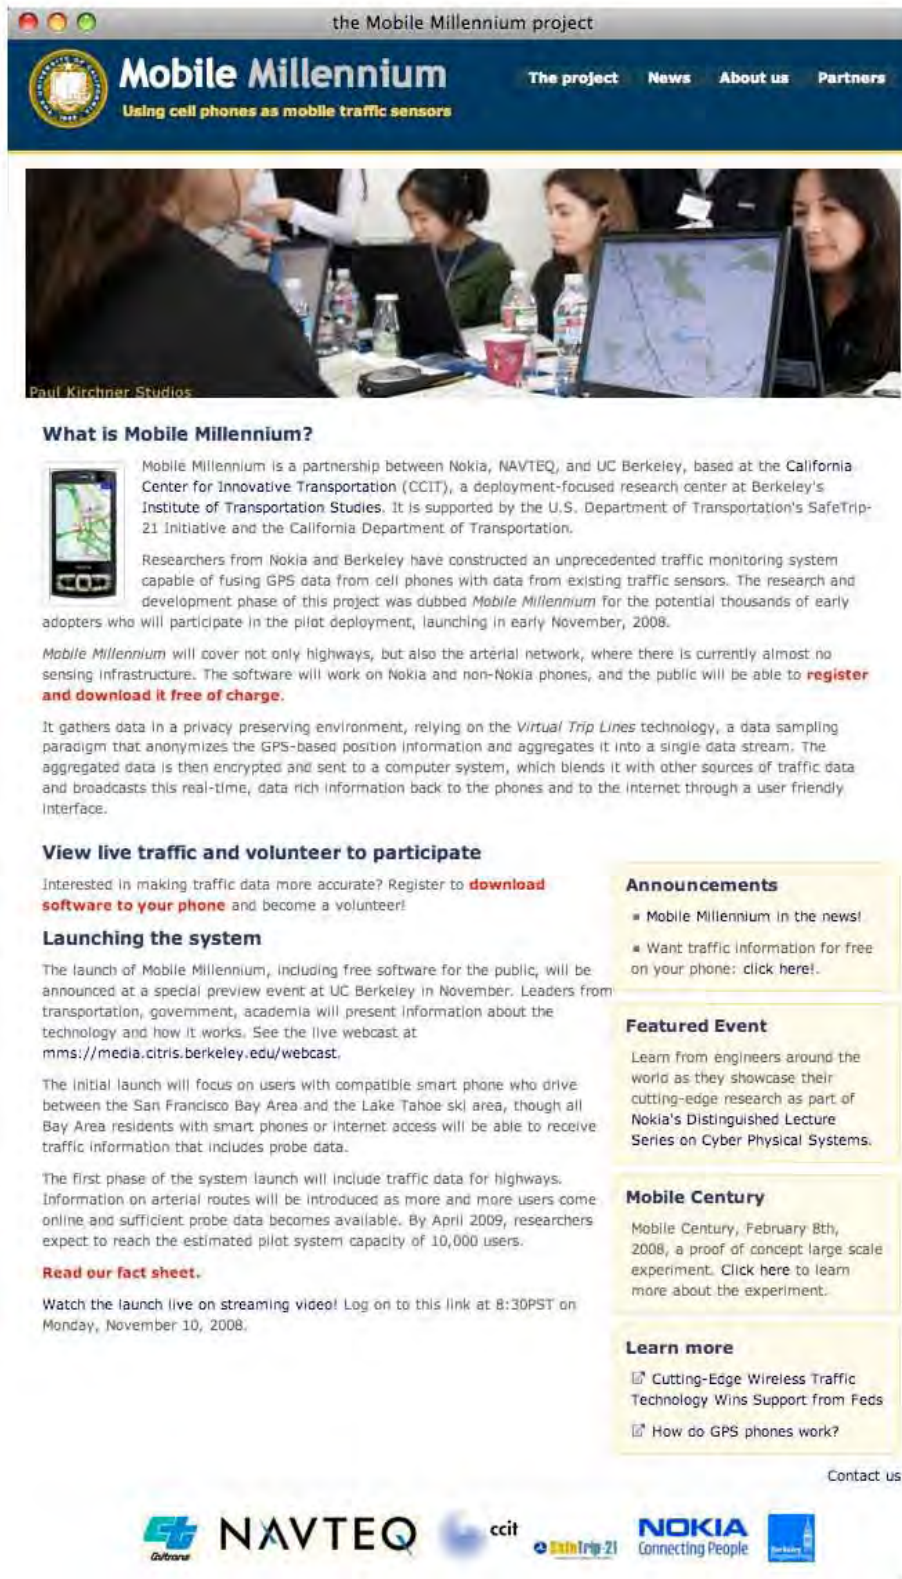 the Mobile Millennium project
Mobile Millennium
Using cell phones as mobile traffic sensors
The project News About us Partners
Paul Kirchner Studios
What is Mobile Millennium?
Mobile Millennium is a partnership between Nokia, NAVTEQ, and UC Berkeley, based at the California
Center for Innovative Transportation (CCIT), a deployment-focused research center at Berkeley's
Institute of Transportation Studies. It is supported by the U.S. Department of Transportation's SafeTrip-
21 Initiative and the California Department of Transportation.
Researchers from Nokia and Berkeley have constructed an unprecedented traffic monitoring system
capable of fusing GPS data from cell phones with data from existing traffic sensors. The research and
development phase of this project was dubbed Mobile Millennium for the potential thousands of early
adopters who will participate in the pilot deployment, launching in early November, 2008.
Mobile Millennium will cover not only highways, but also the arterial network, where there is currently almost no
sensing infrastructure. The software will work on Nokia and non-Nokia phones, and the public will be able to register
and download it free of charge.
It gathers data in a privacy preserving environment, relying on the Virtual Trip Lines technology, a data sampling
paradigm that anonymizes the GPS-based position information and aggregates it into a single data stream. The
aggregated data is then encrypted and sent to a computer system, which blends it with other sources of traffic data
and broadcasts this real-time, data rich information back to the phones and to the internet through a user friendly
interface.
View live traffic and volunteer to participate
Interested in making traffic data more accurate? Register to download
software to your phone and become a volunteer!
Launching the system
The launch of Mobile Millennium, including free software for the public, will be
announced at a special preview event at UC Berkeley in November. Leaders from
transportation, government, academia will present information about the
technology and how it works. See the live webcast at
mms://media.citris.berkeley.edu/webcast.
The initial launch will focus on users with compatible smart phone who drive
between the San Francisco Bay Area and the Lake Tahoe ski area, though all
Bay Area residents with smart phones or internet access will be able to receive
traffic information that includes probe data.
The first phase of the system launch will include traffic data for highways.
Information on arterial routes will be introduced as more and more users come
online and sufficient probe data becomes available. By April 2009, researchers
expect to reach the estimated pilot system capacity of 10,000 users.
Read our fact sheet.
Watch the launch live on streaming video! Log on to this link at 8:30PST on
Monday, November 10, 2008.
Announcements
Mobile Millennium in the news!
Want traffic information for free
on your phone: click here!.
Featured Event
Learn from engineers around the
world as they showcase their
cutting-edge research as part of
Nokia's Distinguished Lecture
Series on Cyber Physical Systems.
Mobile Century
Mobile Century, February 8th,
2008, a proof of concept large scale
experiment. Click here to learn
more about the experiment.
Learn more
Cutting-Edge Wireless Traffic
Technology Wins Support from Feds
How do GPS phones work?
Contact us
Caltrans NAVTEQ ccit SafeTrip-21 NOKIA
Connecting People